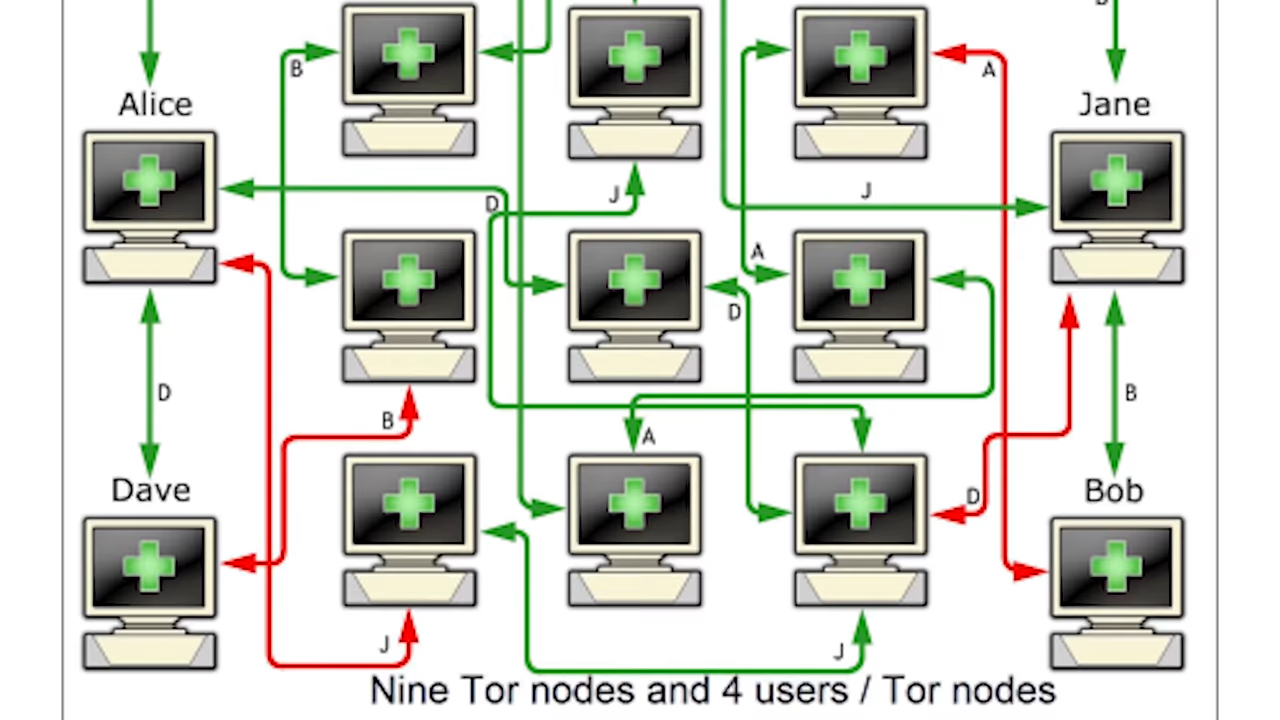 B
A
Alice
Jane
J
J
D
A
D
D
B
B
A
Dave
D
Bob
J
J
Nine Tor nodes and 4 users / Tor nodes